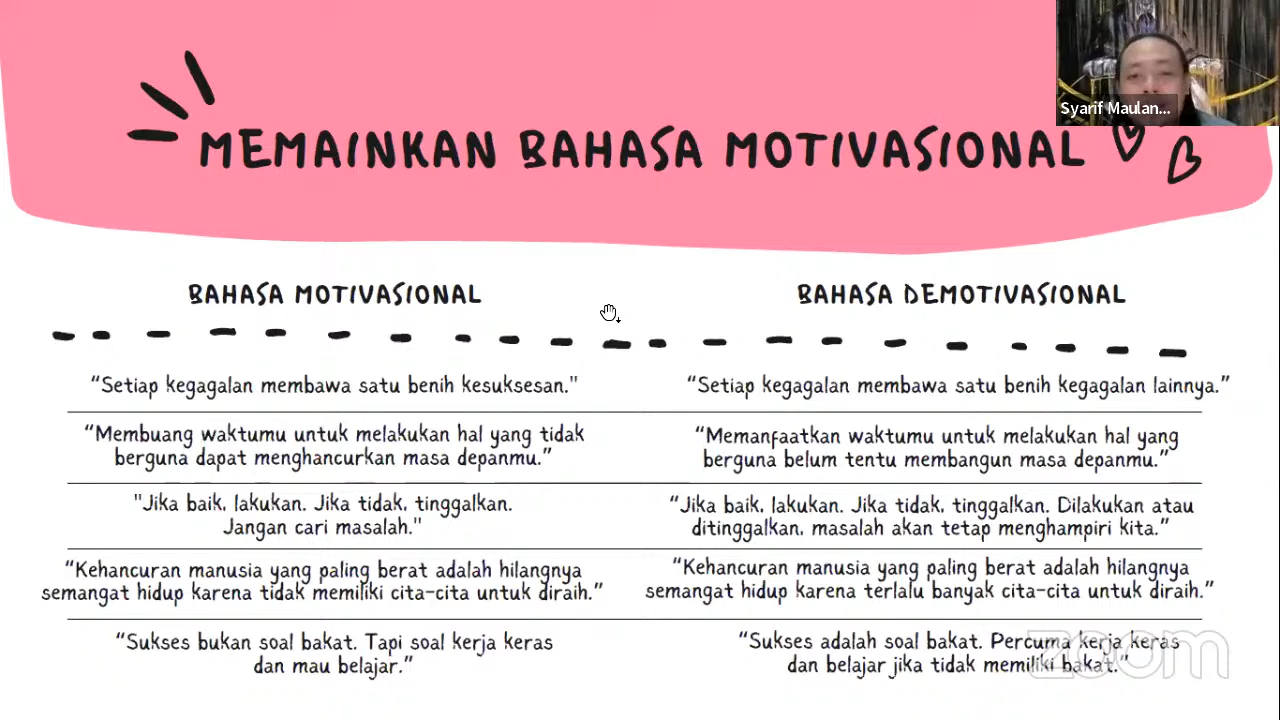 Syarif Maulan...
MEMAINKAN BAHASA MOTIVASIONAL
BAHASA MOTIVASIONAL
BAHASA DEMOTIVASIONAL
“Setiap kegagalan membawa satu benih kesuksesan."
“Setiap kegagalan membawa satu benih kegagalan lainnya.”
“Membuang waktumu untuk melakukan hal yang tidak
berguna dapat menghancurkan masa depanmu.”
“Memanfaatkan waktumu untuk melakukan hal yang
berguna belum tentu membangun masa depanmu.”
"Jika baik, lakukan. Jika tidak, tinggalkan.
Jangan cari masalah."
“Jika baik, lakukan. Jika tidak, tinggalkan. Dilakukan atau
ditinggalkan, masalah akan tetap menghampiri kita.”
“Kehancuran manusia yang paling berat adalah hilangnya
semangat hidup karena tidak memiliki cita-cita untuk diraih.”
“Kehancuran manusia yang paling berat adalah hilangnya
semangat hidup karena terlalu banyak cita-cita untuk diraih.”
“Sukses bukan soal bakat. Tapi soal kerja keras
dan mau belajar.”
“Sukses adalah soal bakat. Percuma kerja keras
dan belajar jika tidak memiliki bakat.”
zoom